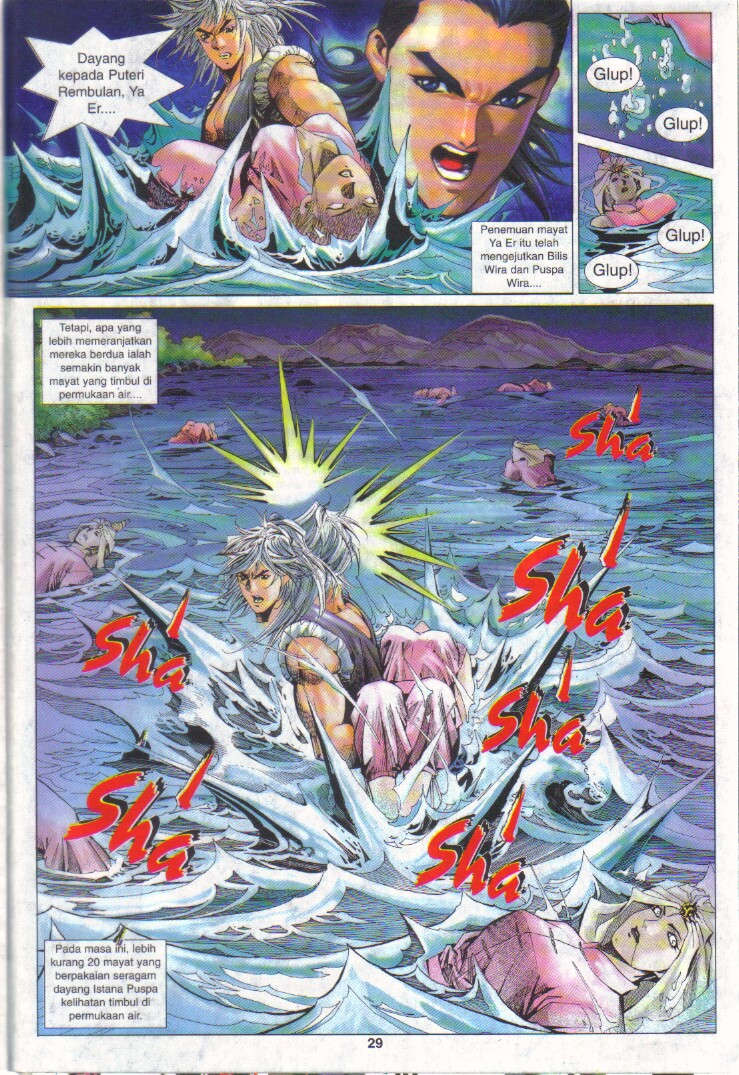 Dayang
kepada Puteri
Rembulan, Ya
Er....
Glup!
Glup!
Penemuan mayat
Ya Er itu telah
mengejutkan Bilis
Wira dan Puspa
Wira....
Glup!
Glup!
Tetapi, apa yang
lebih memeranjatkan
mereka berdua ialah
semakin banyak
mayat yang timbul di
permukaan air....
Sha!
Sha!
Sha!
Sha!
Sha!
Sha!
Pada masa ini, lebih
kurang 20 mayat yang
berpakaian seragam
dayang Istana Puspa
kelihatan timbul di
permukaan air.
29